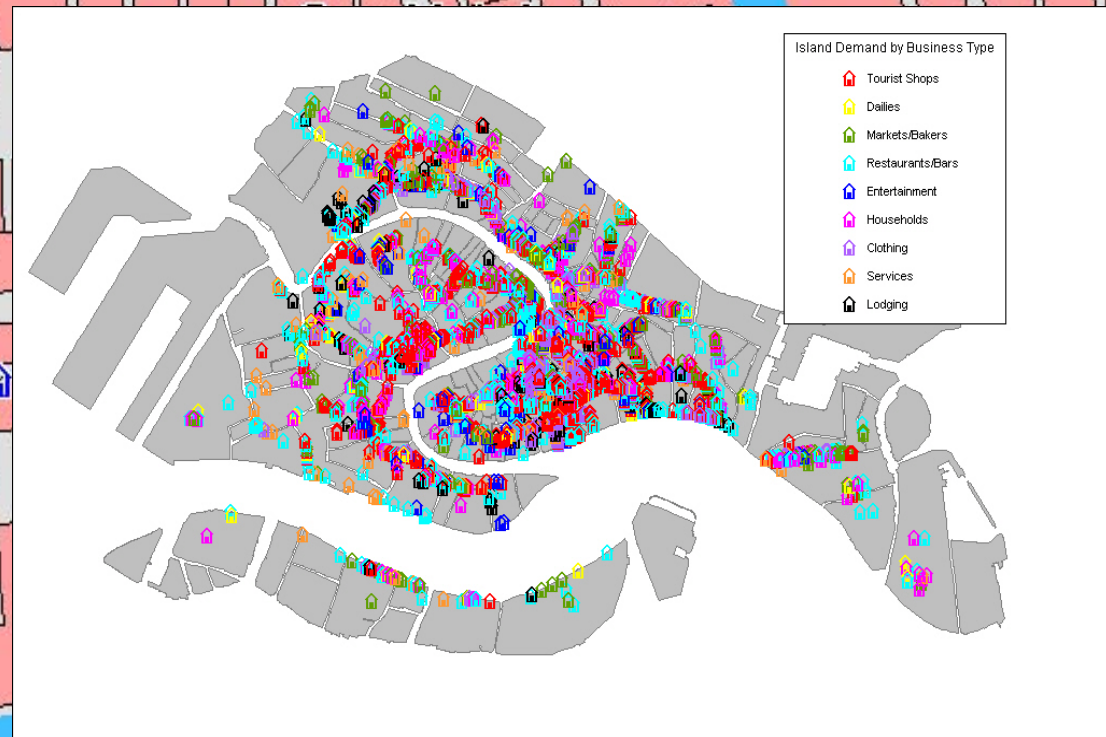 Island Demand by Business Type
Tourist Shops
Dailies
Markets/Bakers
Restaurants/Bars
Entertainment
Households
Clothing
Services
Lodging